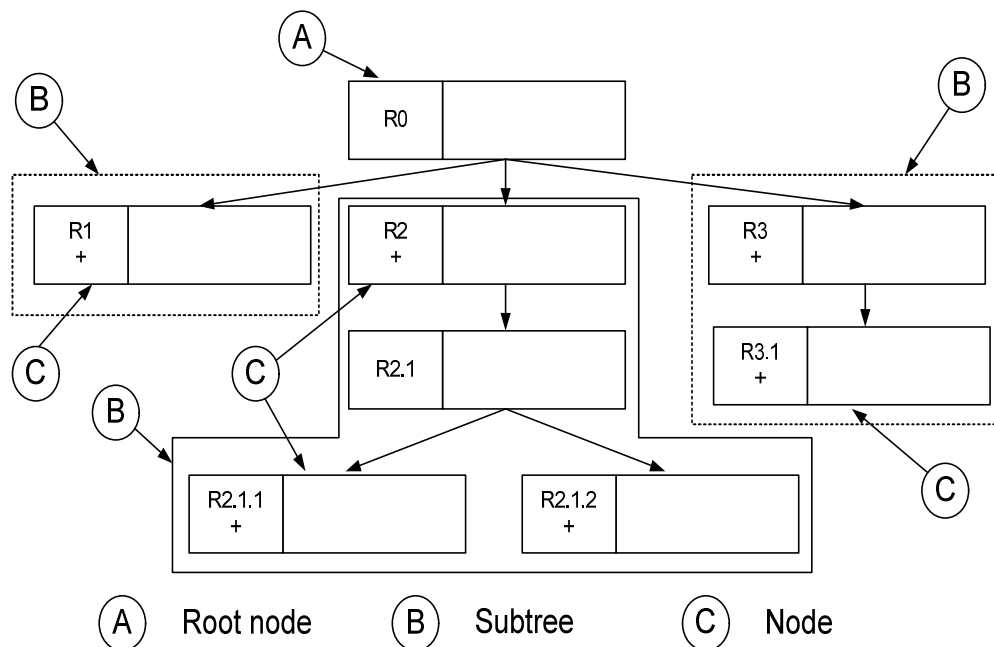 A
B
R0
B
R1
+
R2
+
R3
+
C
C
R2.1
R3.1
+
B
C
R2.1.1
+
R2.1.2
+
A Root node B Subtree C Node